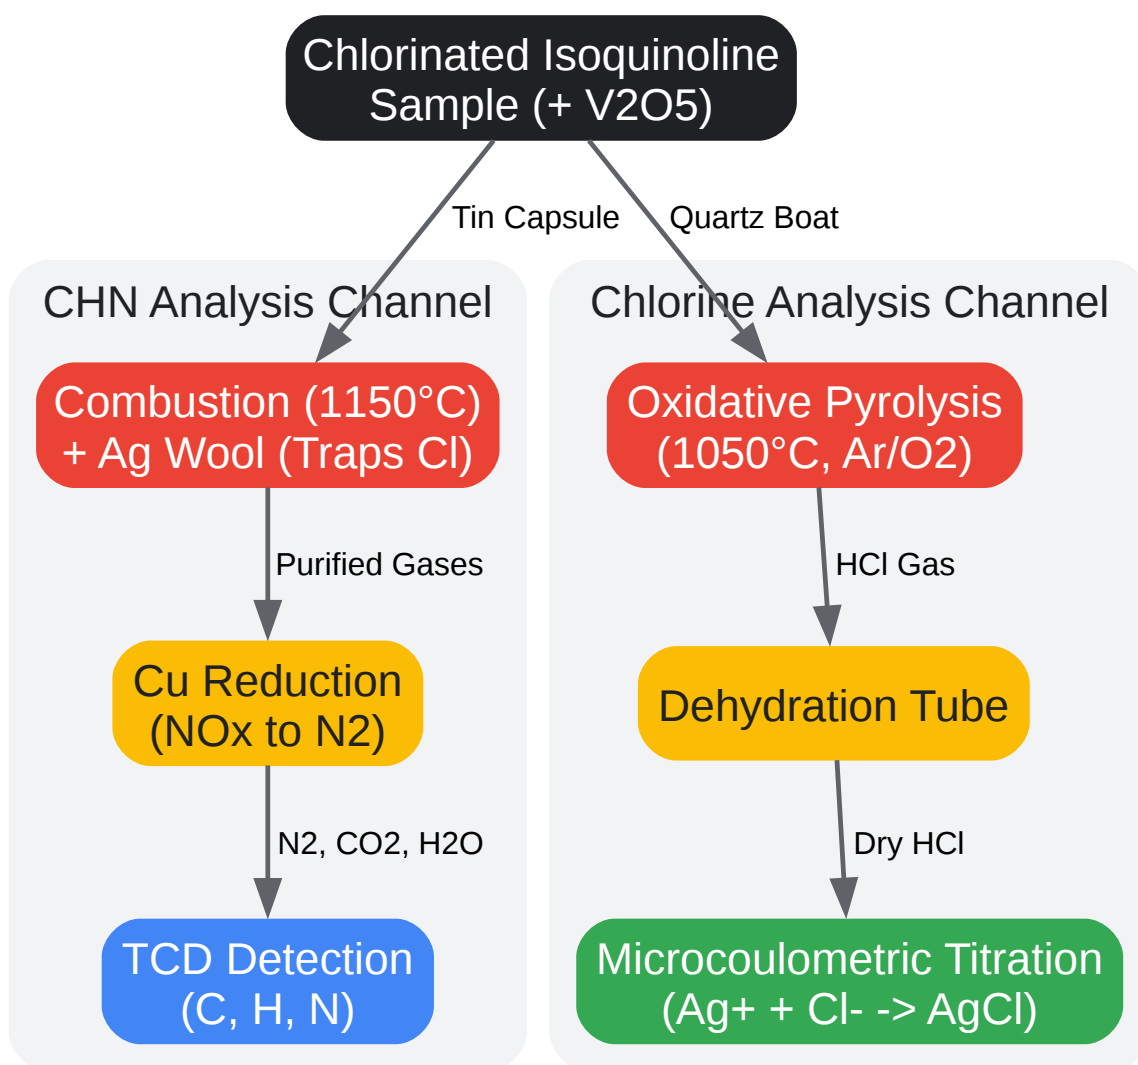 Chlorinated Isoquinoline
Sample (+ V2O5)
Tin Capsule
Quartz Boat
CHN Analysis Channel
Combustion (1150°C)
+ Ag Wool (Traps Cl)
Purified Gases
Cu Reduction
(NOx to N2)
N2, CO2, H2O
TCD Detection
(C, H, N)
Chlorine Analysis Channel
Oxidative Pyrolysis
(1050°C, Ar/O2)
HCl Gas
Dehydration Tube
Dry HCl
Microcoulometric Titration
(Ag+ + Cl- -> AgCl)